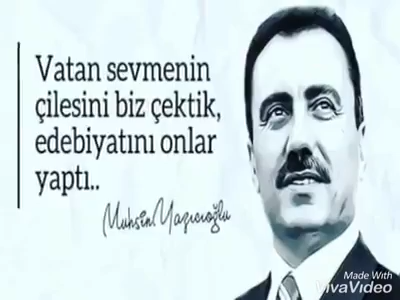 Vatan sevmenin
çilesini biz çektik,
edebiyatını onlar
yaptı..
Muhsin Yazıcıoğlu
Made With
VivaVideo